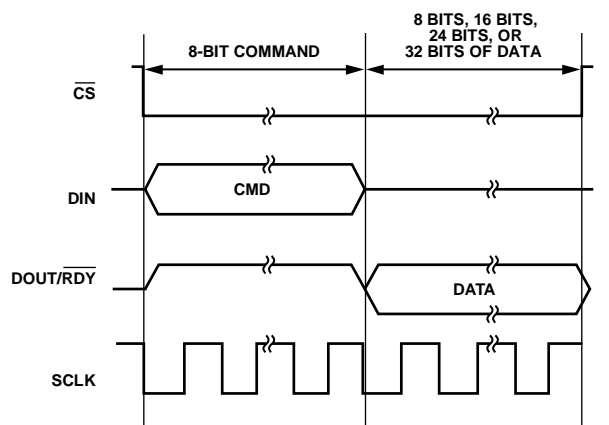 8-BIT COMMAND
8 BITS, 16 BITS,
24 BITS, OR
32 BITS OF DATA
CS
DIN
CMD
DOUT/RDY
DATA
SCLK